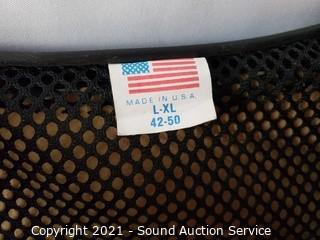 MADE IN U.S.A.
L-XL
42-50
Copyright 2021 - Sound Auction Service